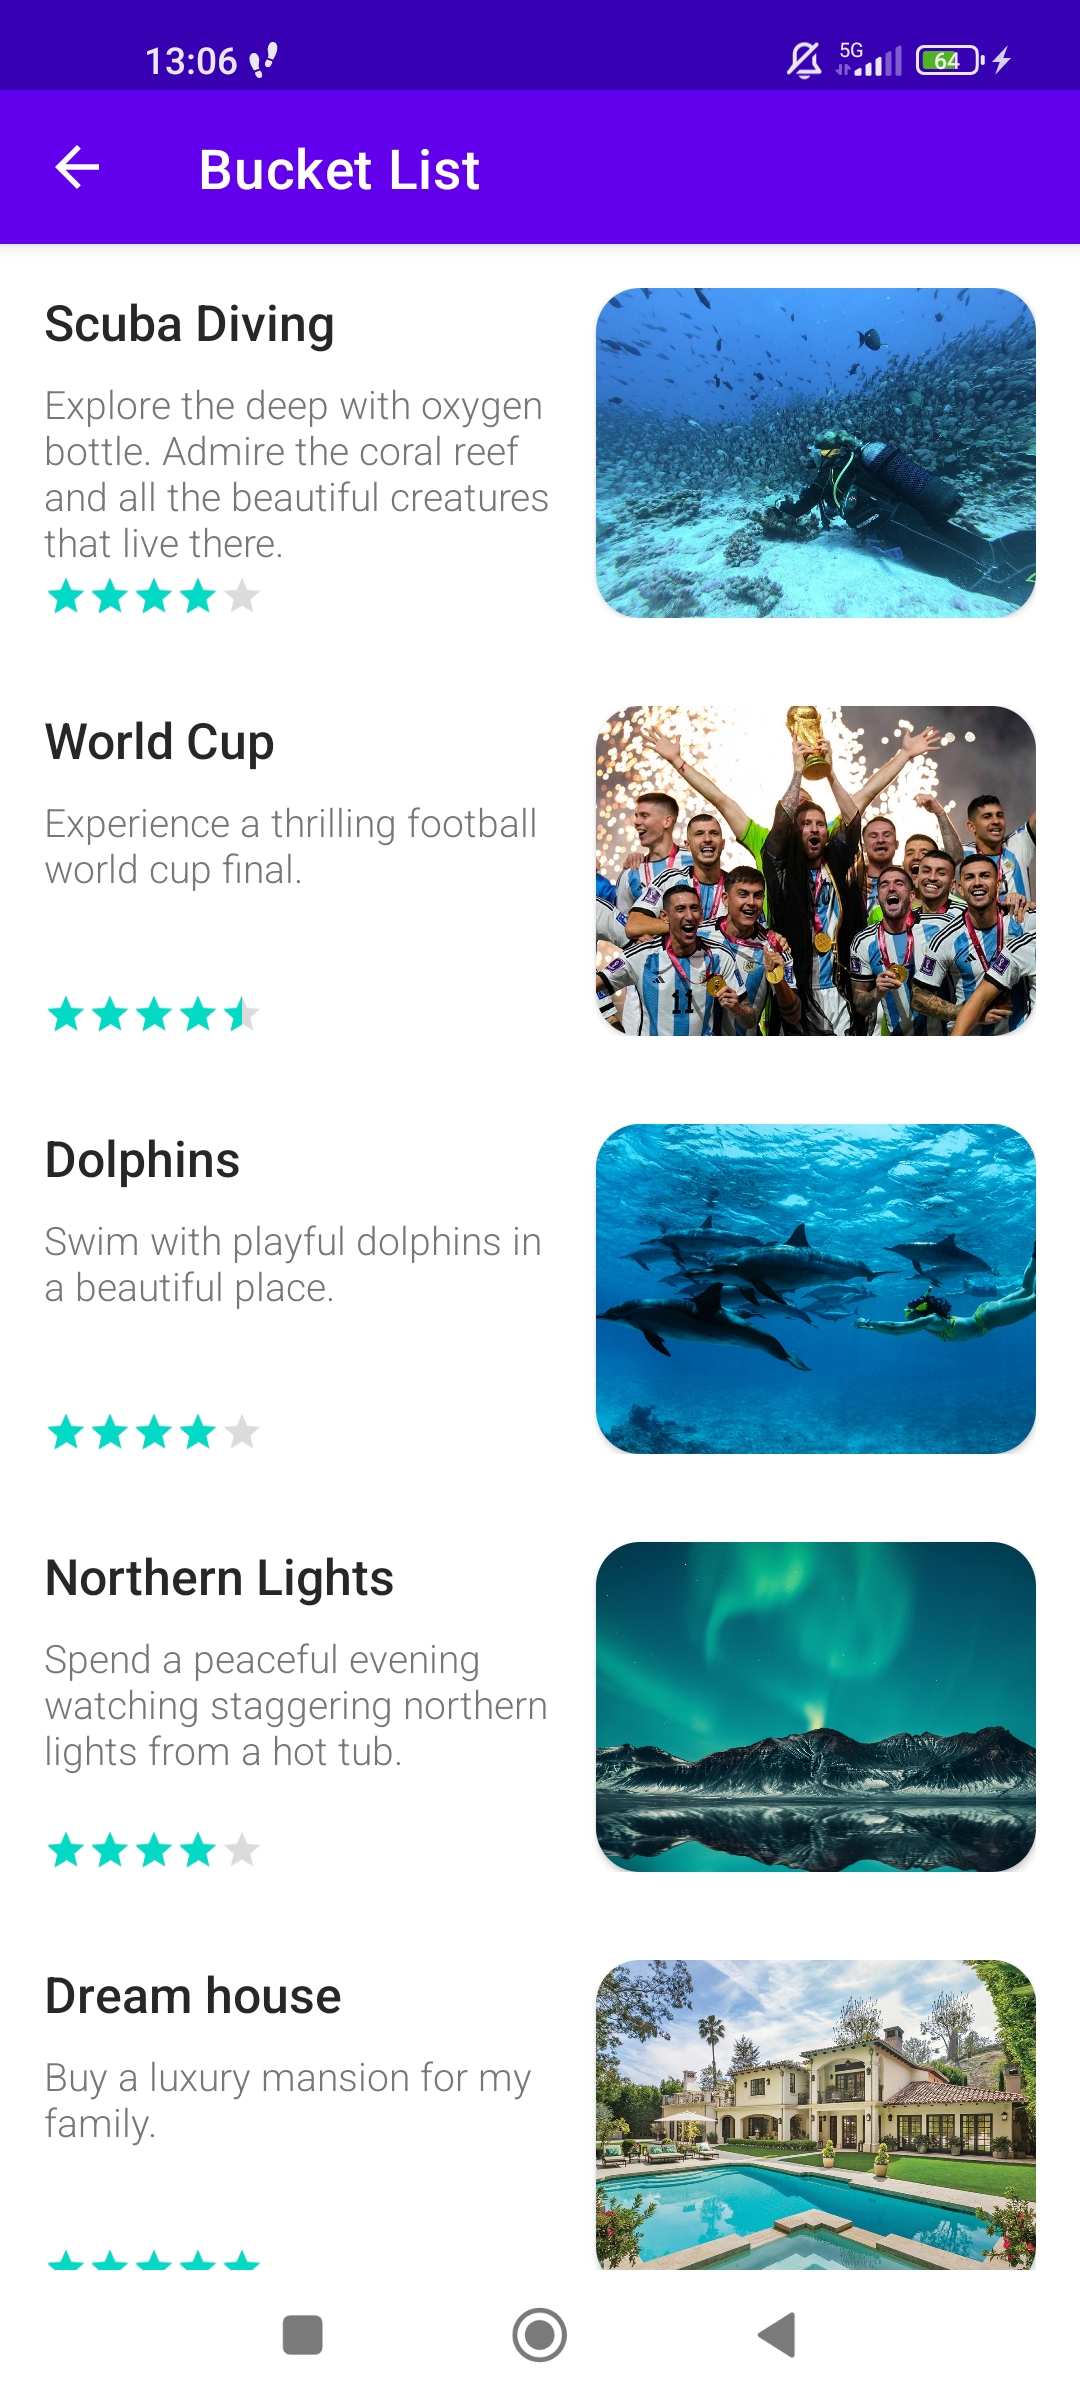 13:06
5G
64
Bucket List
Scuba Diving
Explore the deep with oxygen
bottle. Admire the coral reef
and all the beautiful creatures
that live there.
World Cup
Experience a thrilling football
world cup final.
11
Dolphins
Swim with playful dolphins in
a beautiful place.
Northern Lights
Spend a peaceful evening
watching staggering northern
lights from a hot tub.
Dream house
Buy a luxury mansion for my
family.